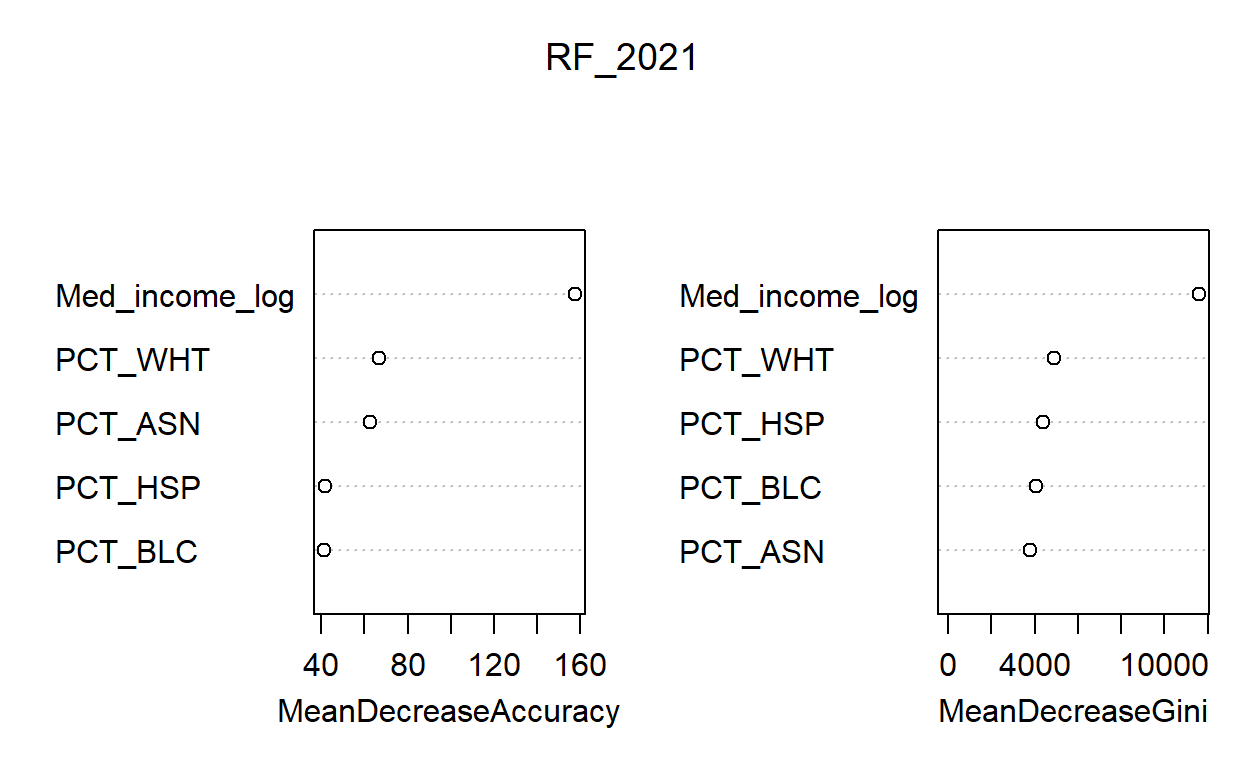 RF_2021
Med_income_log
PCT_WHT
PCT_ASN
PCT_HSP
PCT_BLC
40 80 120 160
MeanDecreaseAccuracy
Med_income_log
PCT_WHT
PCT_HSP
PCT_BLC
PCT_ASN
0 4000 10000
MeanDecreaseGini